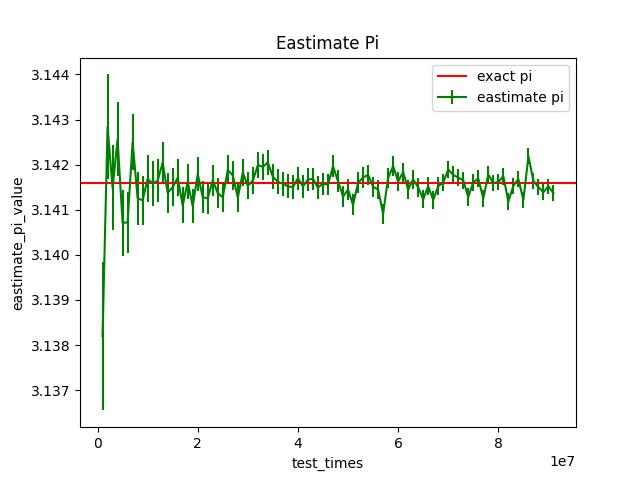 Eastimate Pi
exact pi
eastimate pi
3.144
3.143
3.142
3.141
3.140
3.139
3.138
3.137
eastimate_pi_value
0
2
4
6
8
1e7
test_times